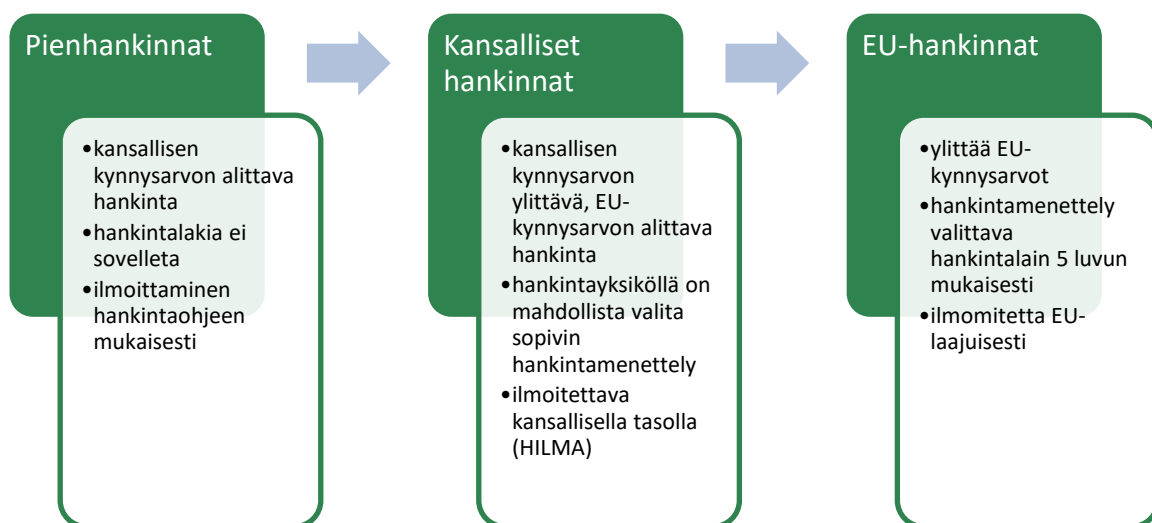 Pienhankinnat
•kansallisen
kynnysarvon alittava
hankinta
•hankintalakia ei
sovelleta
•ilmoittaminen
hankintaohjeen
mukaisesti
Kansalliset
hankinnat
•kansallisen
kynnysarvon
ylittävä, EU-
kynnysarvon alittava
hankinta
•hankintayksiköllä on
mahdollista valita
sopivin
hankintamenettely
•ilmoitettava
kansallisella tasolla
(HILMA)
EU-hankinnat
•ylittää EU-
kynnysarvot
•hankintamenettely
valittava
hankintalain 5 luvun
mukaisesti
•ilmomitetta EU-
laajuisesti